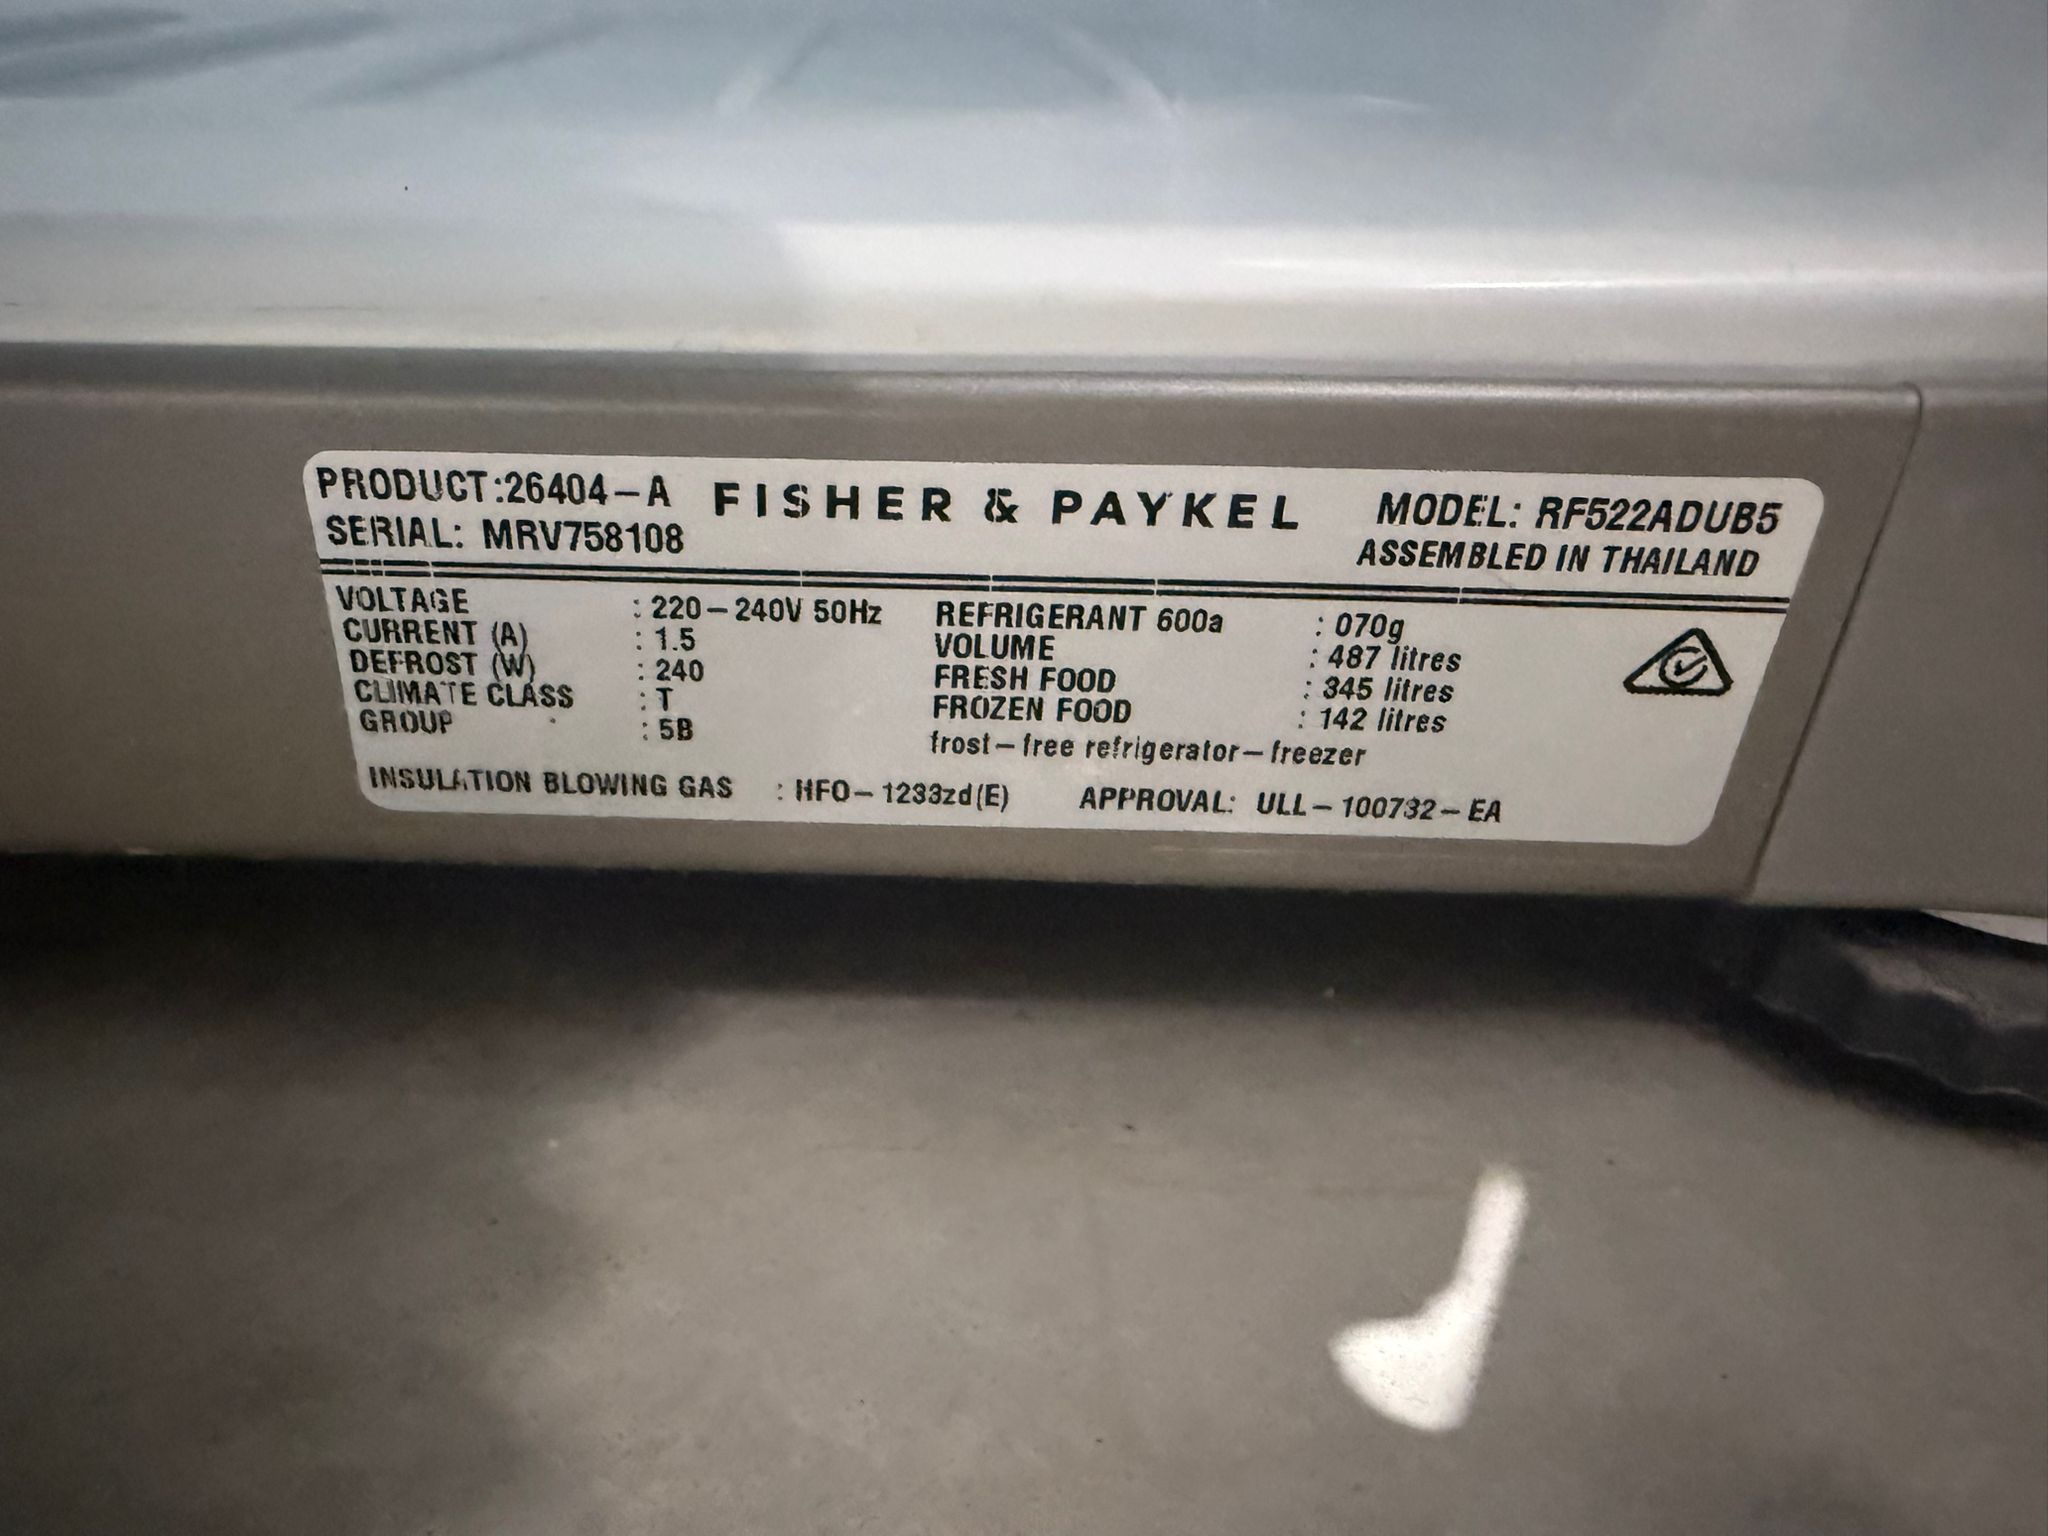 PRODUCT:26404-A FISHER & PAYKEL MODEL: RF522ADUB5
SERIAL: MRV758108 ASSEMBLED IN THAILAND
VOLTAGE : 220-240V 50Hz
CURRENT (A) : 1.5
DEFROST (W) : 240
CLIMATE CLASS : T
GROUP : 5B
REFRIGERANT 600a : 070g
VOLUME : 487 litres
FRESH FOOD : 345 litres
FROZEN FOOD : 142 litres
frost-free refrigerator-freezer
INSULATION BLOWING GAS : HFO-1233zd(E) APPROVAL: ULL-100732-EA